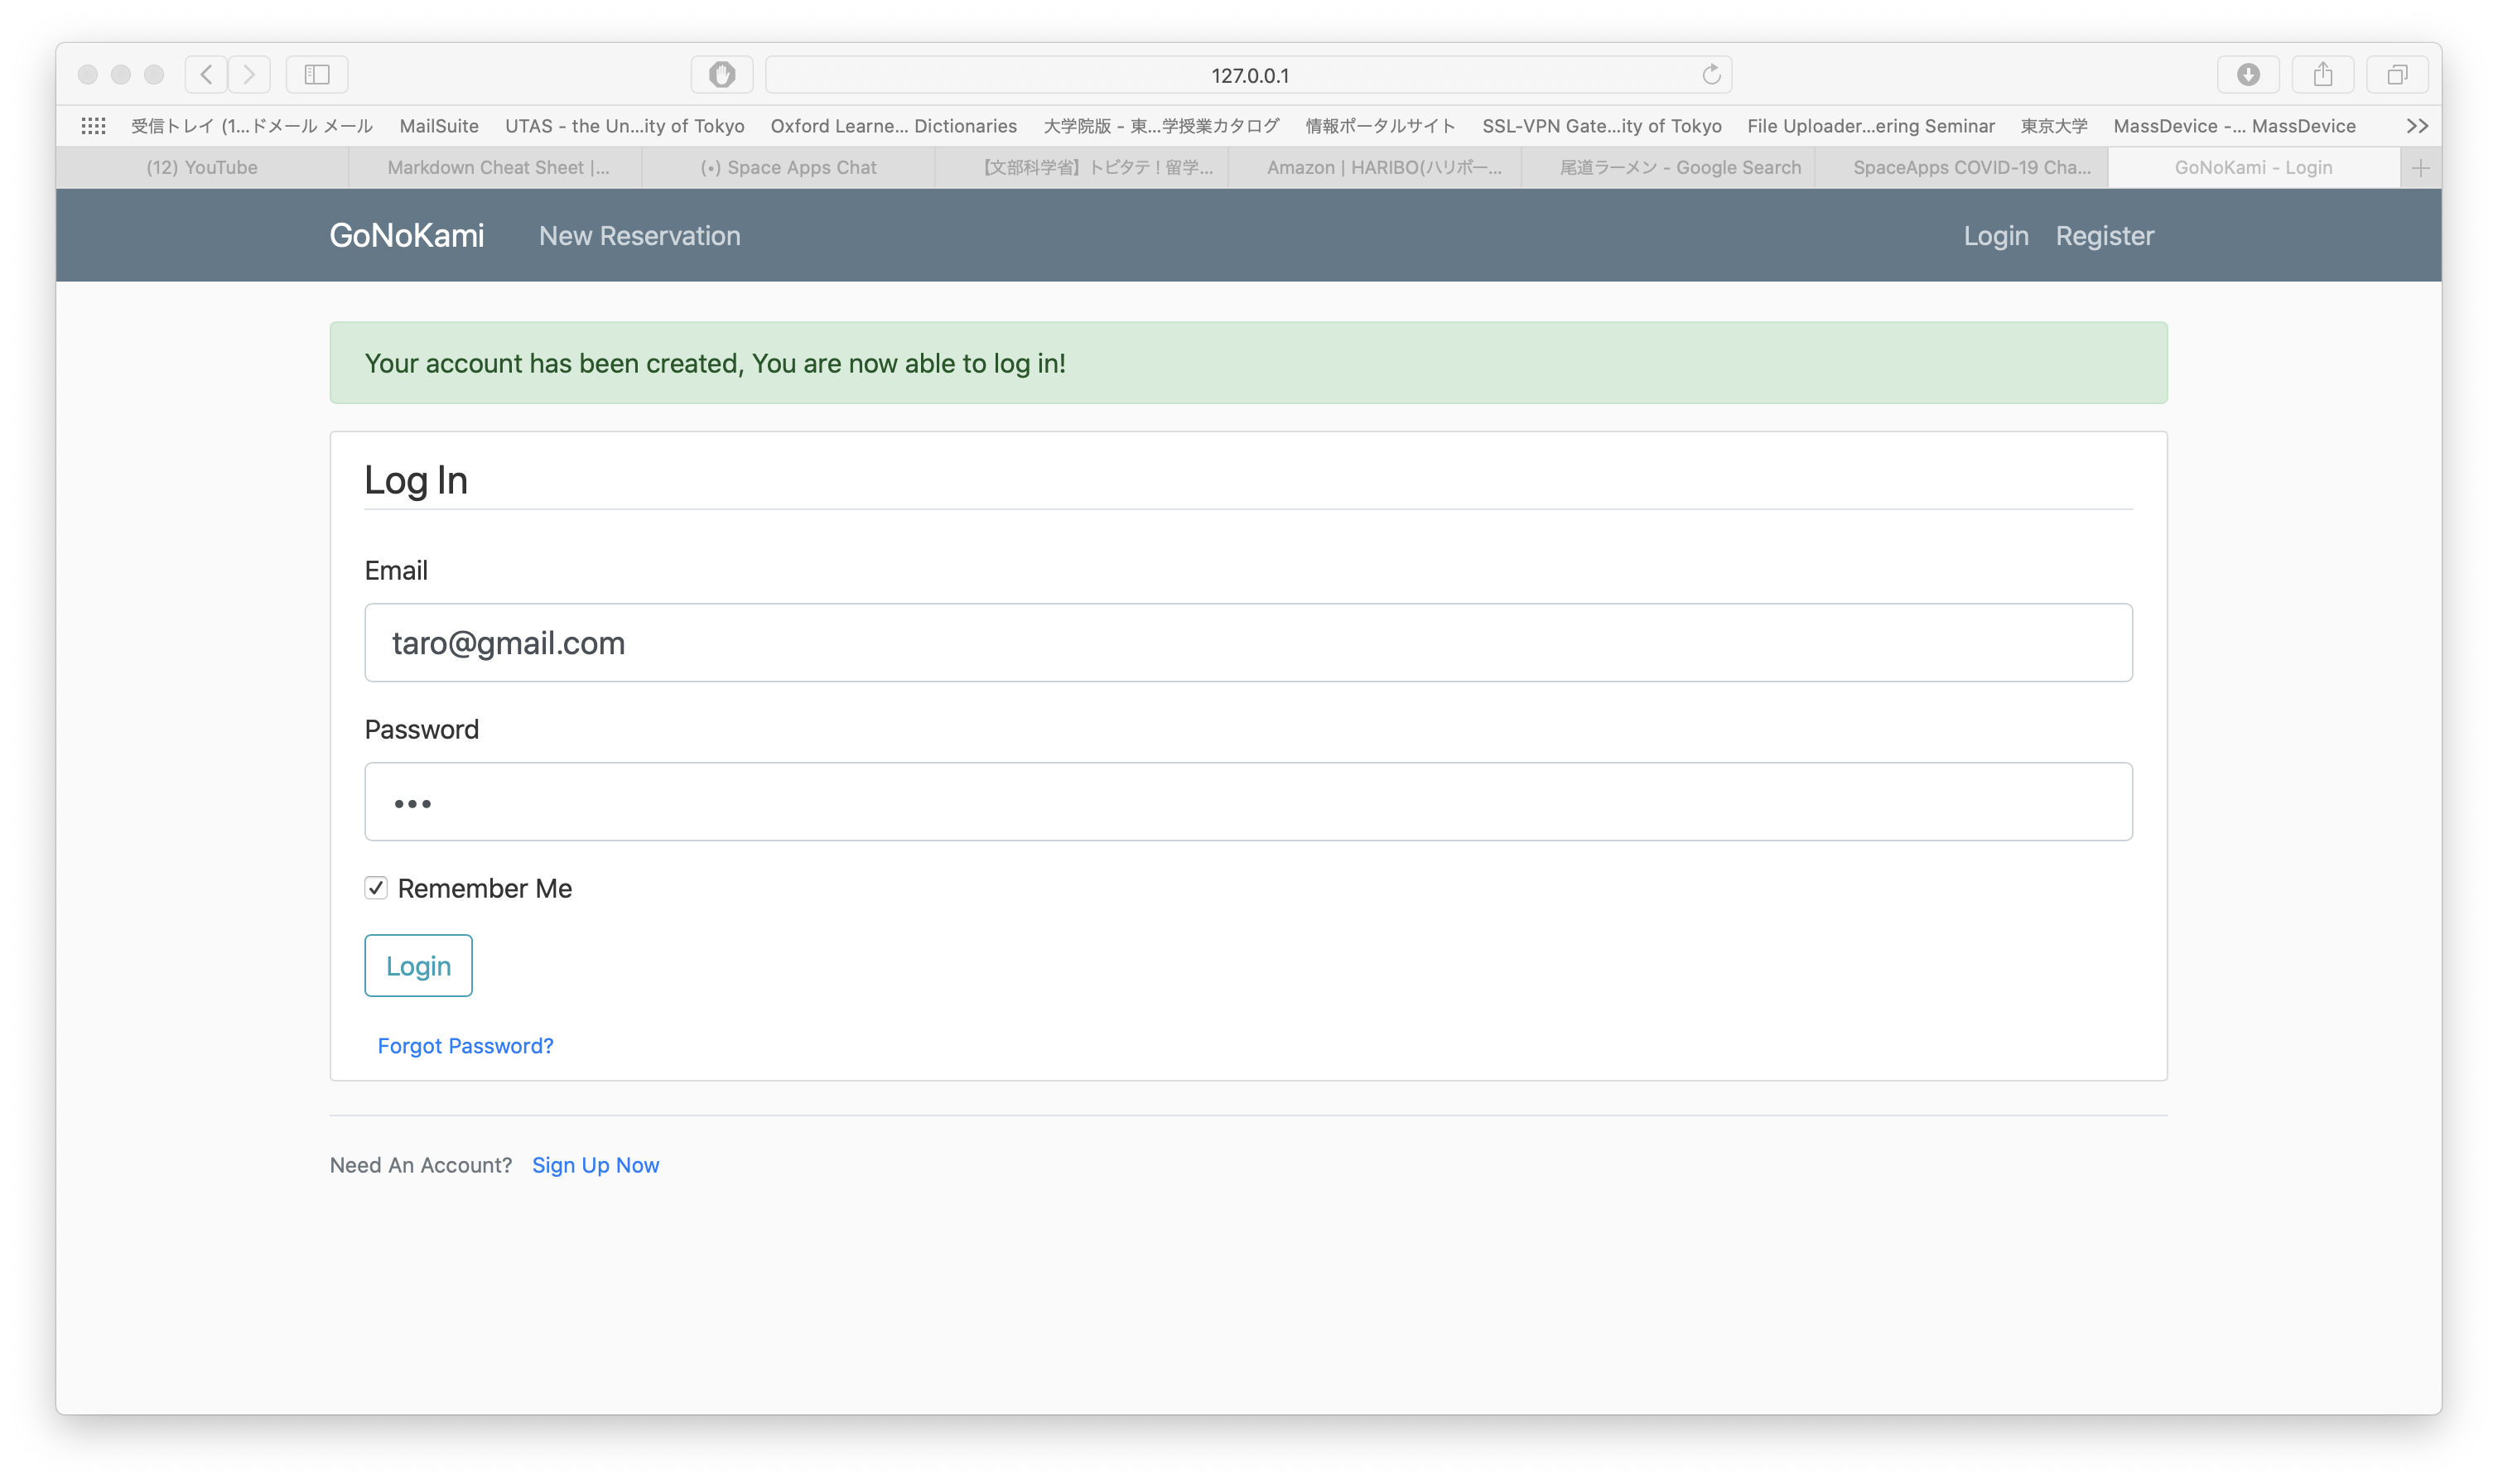 127.0.0.1
受信トレイ (1...ドメール メール MailSuite UTAS - the Un...ity of Tokyo Oxford Learne... Dictionaries 大学院版 - 東...学授業カタログ 情報ポータルサイト SSL-VPN Gate...ity of Tokyo File Uploader...ering Seminar 東京大学 MassDevice -... MassDevice
(12) YouTube Markdown Cheat Sheet |... (•) Space Apps Chat 【文部科学省】トビタテ！留学... Amazon | HARIBO(ハリボー... 尾道ラーメン - Google Search SpaceApps COVID-19 Cha... GoNoKami - Login
GoNoKami New Reservation Login Register
Your account has been created, You are now able to log in!
Log In
Email
taro@gmail.com
Password
•••
Remember Me
Login
Forgot Password?
Need An Account? Sign Up Now